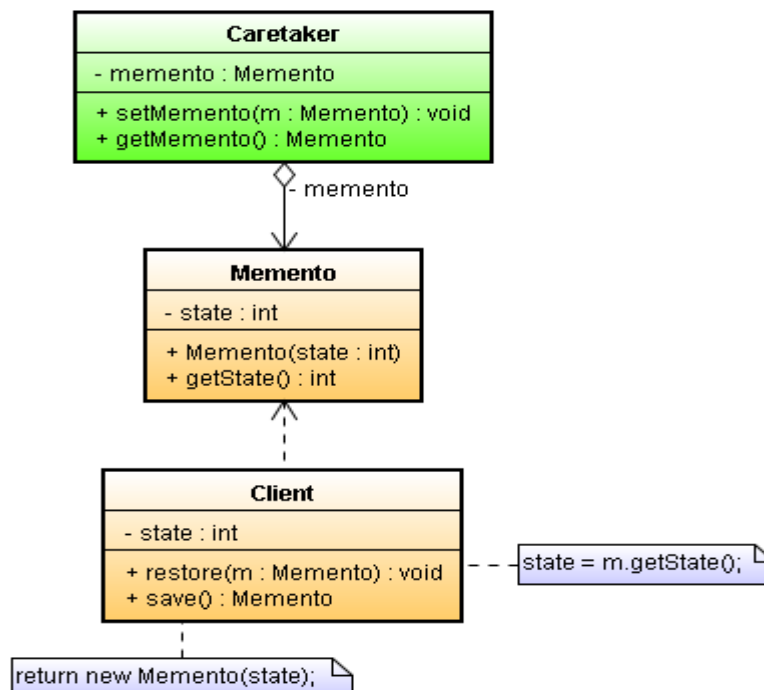 Caretaker
- memento : Memento
+ setMemento(m : Memento) : void
+ getMemento() : Memento
- memento
Memento
- state : int
+ Memento(state : int)
+ getState() : int
Client
- state : int
+ restore(m : Memento) : void
+ save() : Memento
state = m.getState();
return new Memento(state);